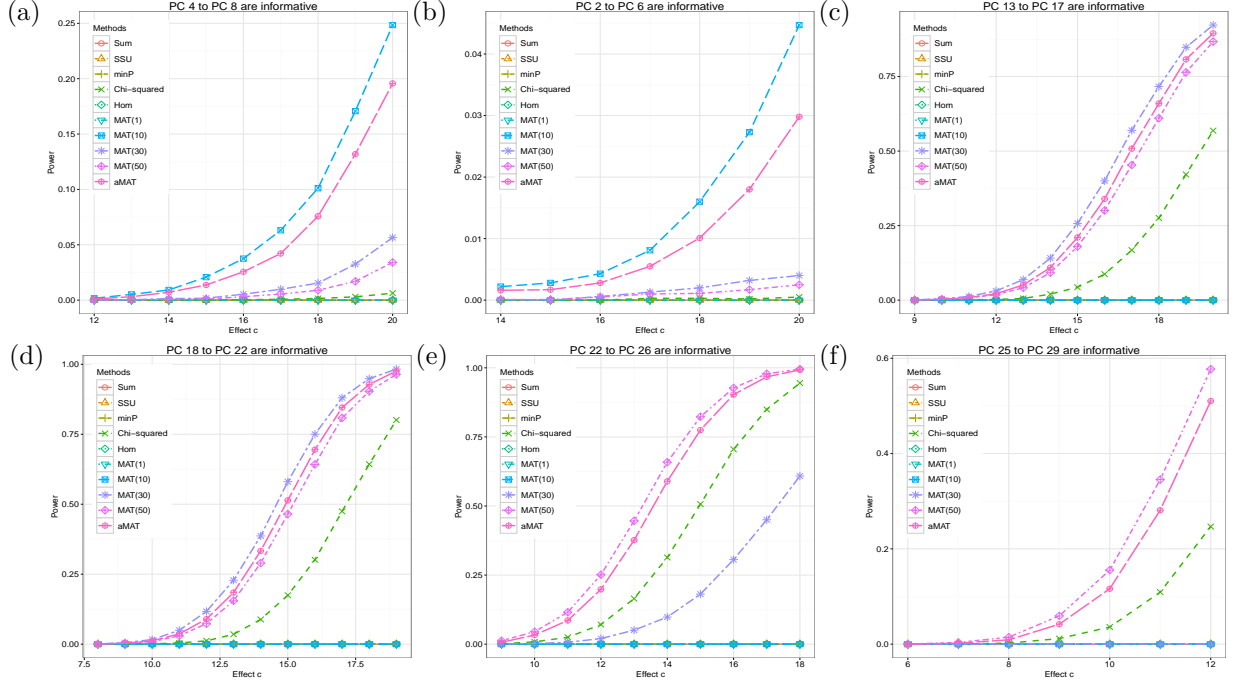 (a)
PC 4 to PC 8 are informative
Methods
Sum
SSU
minP
Chi−squared
Hom
MAT(1)
MAT(10)
MAT(30)
MAT(50)
aMAT
Power
0.25
0.20
0.15
0.10
0.05
0.00
12 14 16 18 20
Effect c
(b)
PC 2 to PC 6 are informative
Methods
Sum
SSU
minP
Chi−squared
Hom
MAT(1)
MAT(10)
MAT(30)
MAT(50)
aMAT
Power
0.04
0.03
0.02
0.01
0.00
14 16 18 20
Effect c
(c)
PC 13 to PC 17 are informative
Methods
Sum
SSU
minP
Chi−squared
Hom
MAT(1)
MAT(10)
MAT(30)
MAT(50)
aMAT
Power
0.75
0.50
0.25
0.00
9 12 15 18
Effect c
(d)
PC 18 to PC 22 are informative
Methods
Sum
SSU
minP
Chi−squared
Hom
MAT(1)
MAT(10)
MAT(30)
MAT(50)
aMAT
Power
1.00
0.75
0.50
0.25
0.00
7.5 10.0 12.5 15.0 17.5
Effect c
(e)
PC 22 to PC 26 are informative
Methods
Sum
SSU
minP
Chi−squared
Hom
MAT(1)
MAT(10)
MAT(30)
MAT(50)
aMAT
Power
1.00
0.75
0.50
0.25
0.00
10 12 14 16 18
Effect c
(f)
PC 25 to PC 29 are informative
Methods
Sum
SSU
minP
Chi−squared
Hom
MAT(1)
MAT(10)
MAT(30)
MAT(50)
aMAT
Power
0.6
0.4
0.2
0.0
6 8 10 12
Effect c